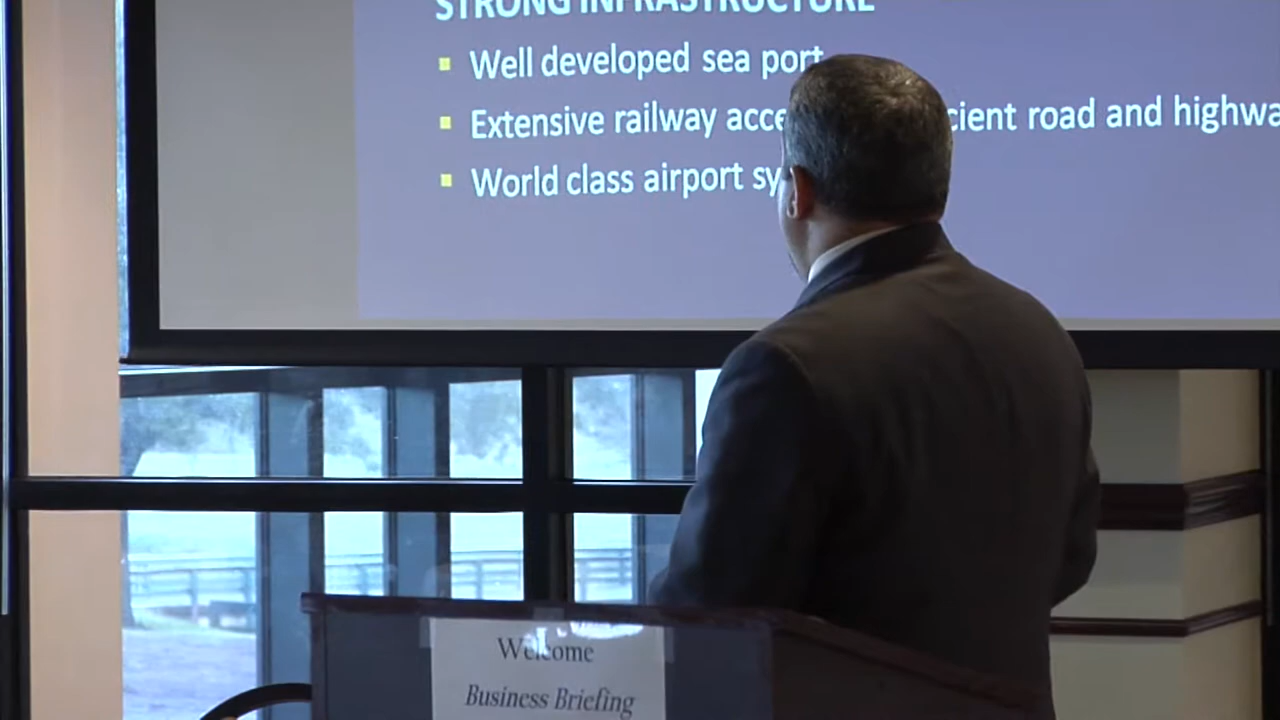 STRONG INFRASTRUCTURE
Well developed sea port
Extensive railway acce cient road and highwa
World class airport sy
Welcome
Business Briefing